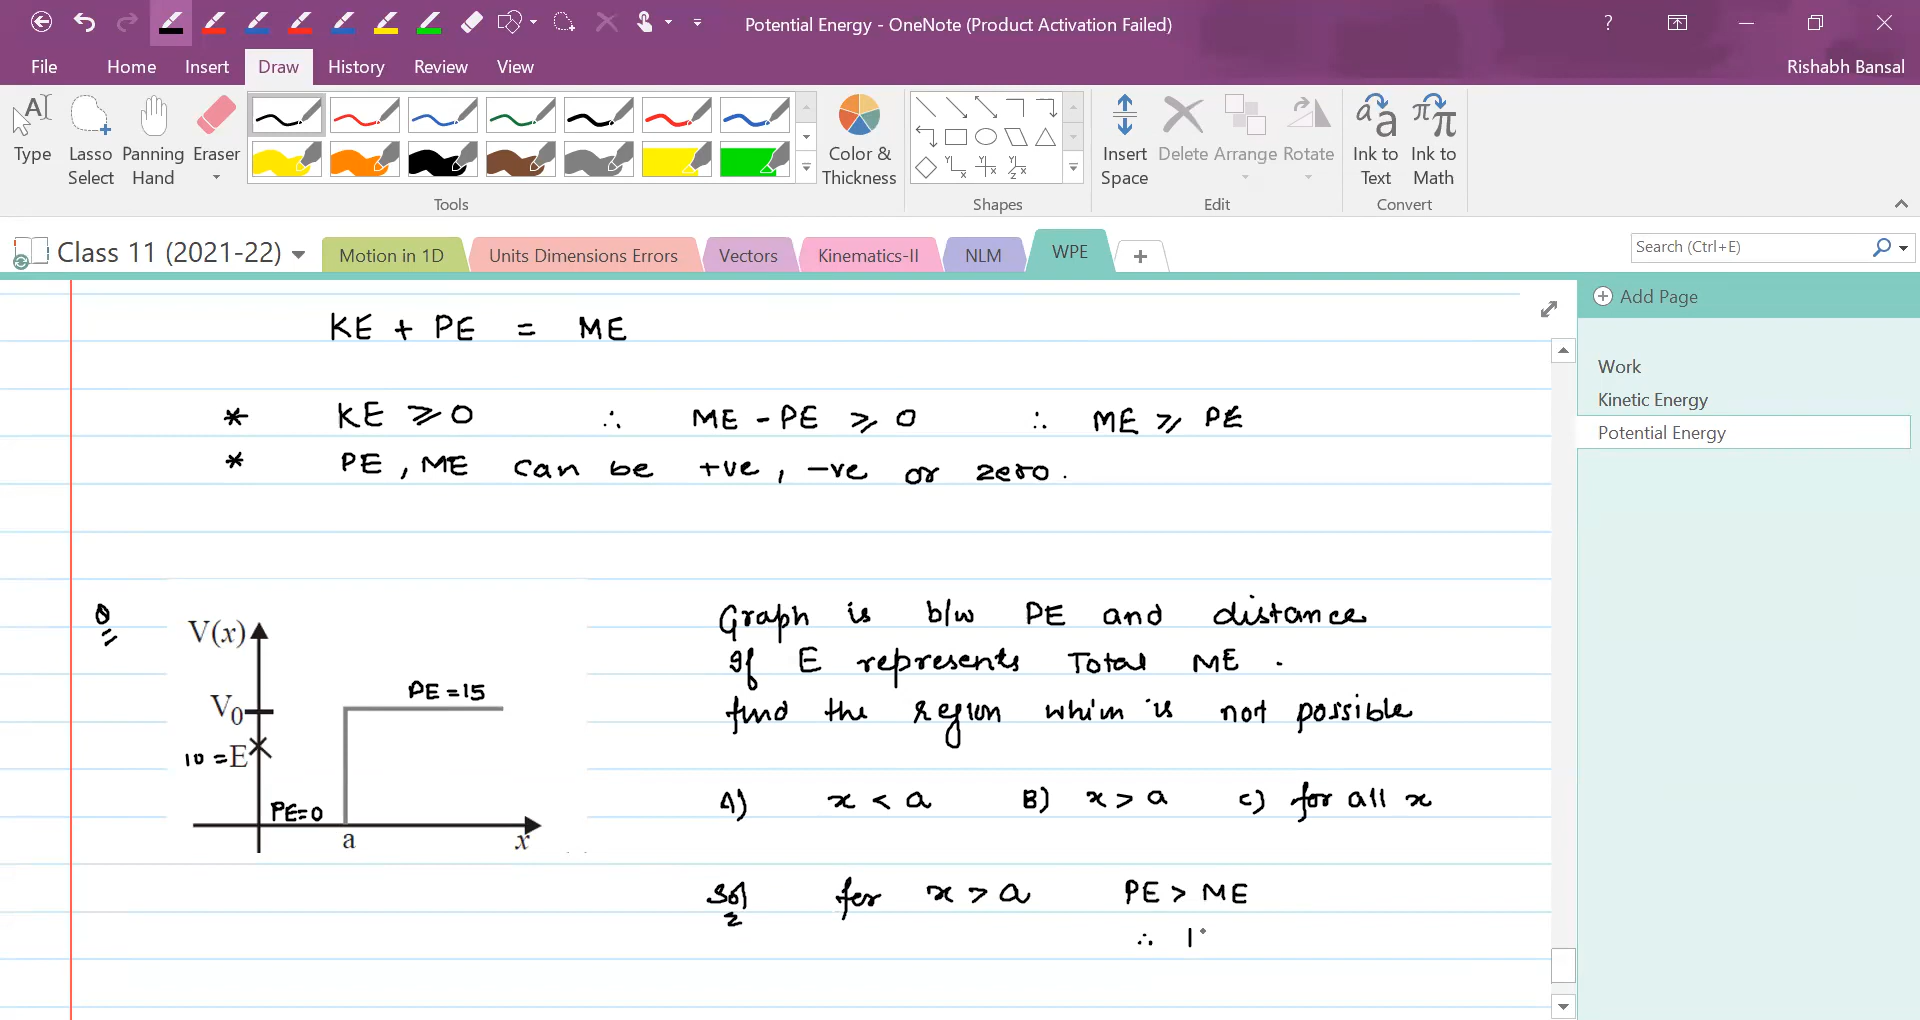 Potential Energy - OneNote (Product Activation Failed)
?
File Home Insert Draw History Review View
Rishabh Bansal
Type
Lasso Select
Panning Hand
Eraser
Color & Thickness
Insert Space
Delete
Arrange
Rotate
Ink to Text
Ink to Math
Tools
Shapes
Edit
Convert
Class 11 (2021-22)
Motion in 1D
Units Dimensions Errors
Vectors
Kinematics-II
NLM
WPE
Search (Ctrl+E)
Add Page
Work
Kinetic Energy
Potential Energy
KE + PE = ME
* KE ⩾ 0 ∴ ME - PE ⩾ 0 ∴ ME ⩾ PE
* PE, ME can be +ve, -ve or zero.
Q
V(x)
PE = 15
V₀
10 = E
PE=0
a
x
Graph is b/w PE and distance
If E represents Total ME.
find the region which is not possible
A) x < a B) x > a C) for all x
Sol for x > a PE > ME
∴